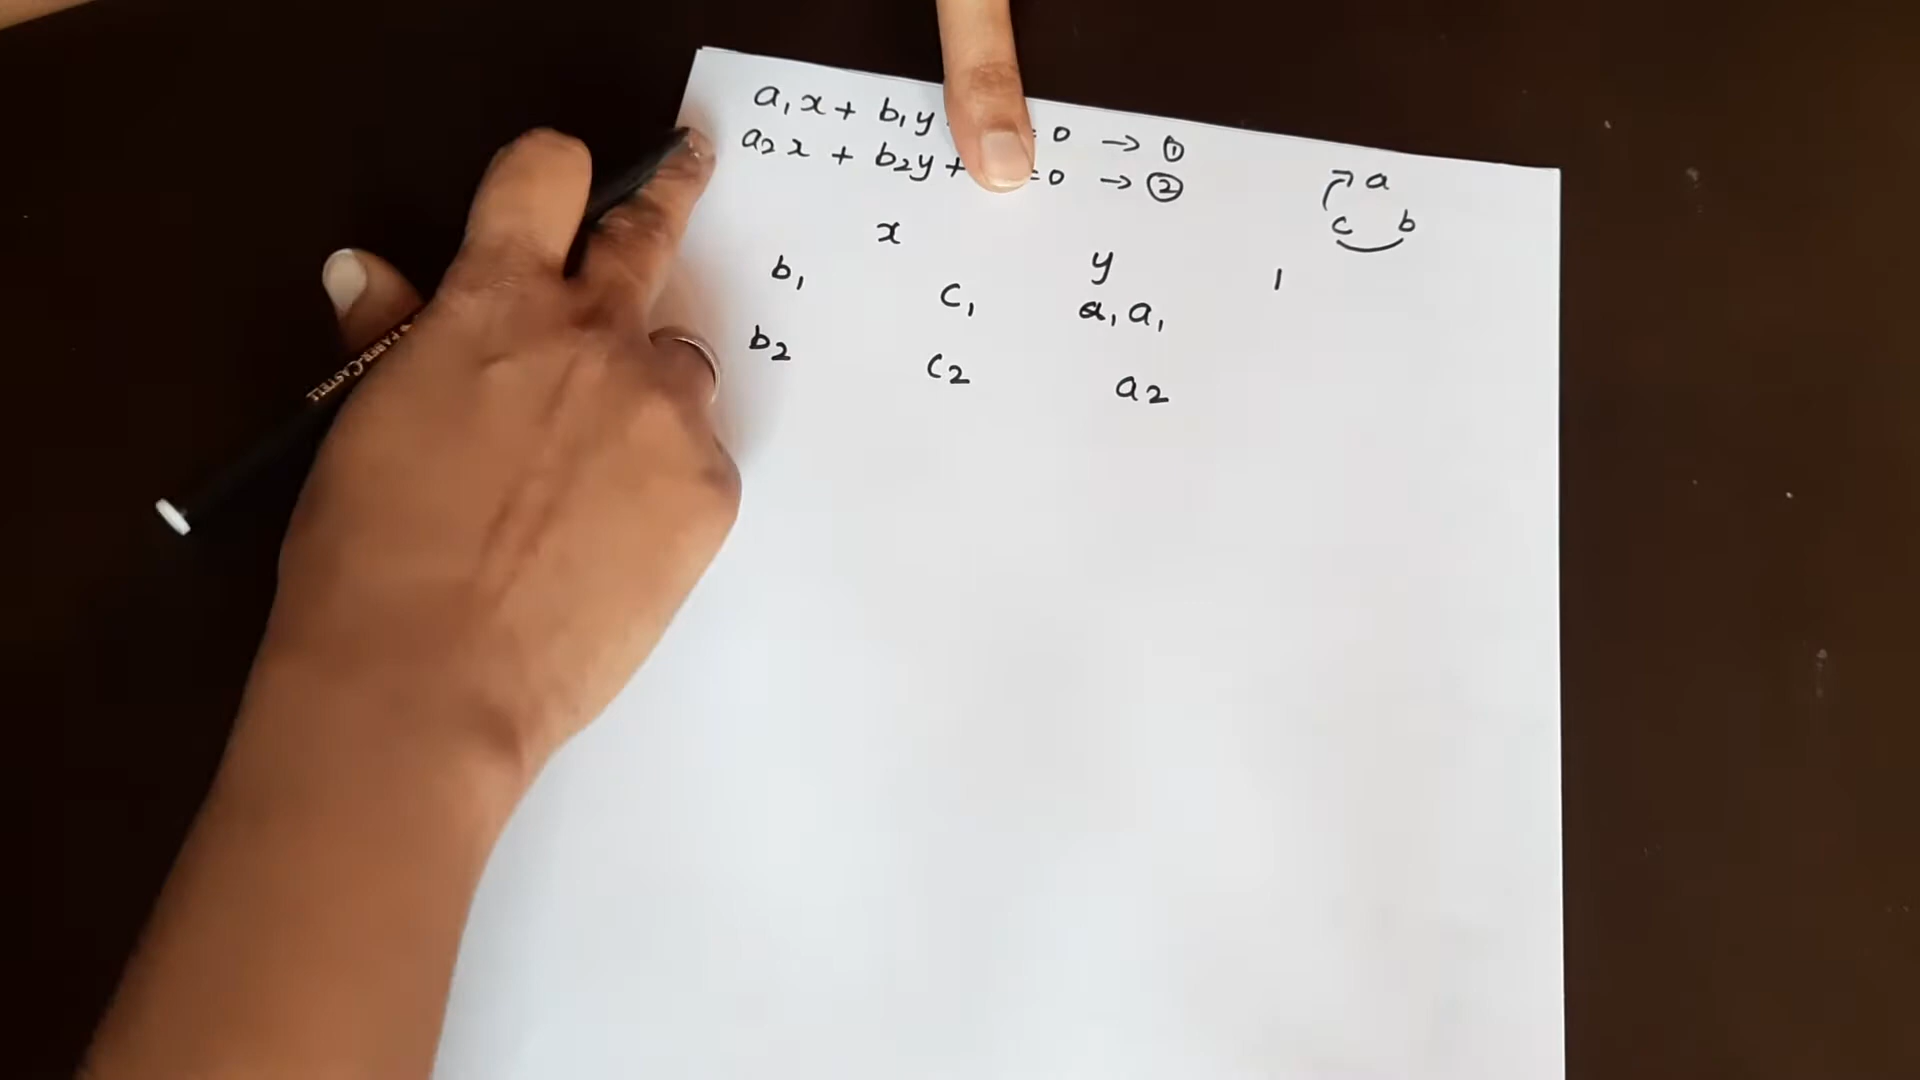 a₁x + b₁y = 0 → ①
a₂x + b₂y + =0 → ②
a
c b
x y 1
b₁ c₁ a₁ a₁
b₂ c₂ a₂
FABER-CASTELL